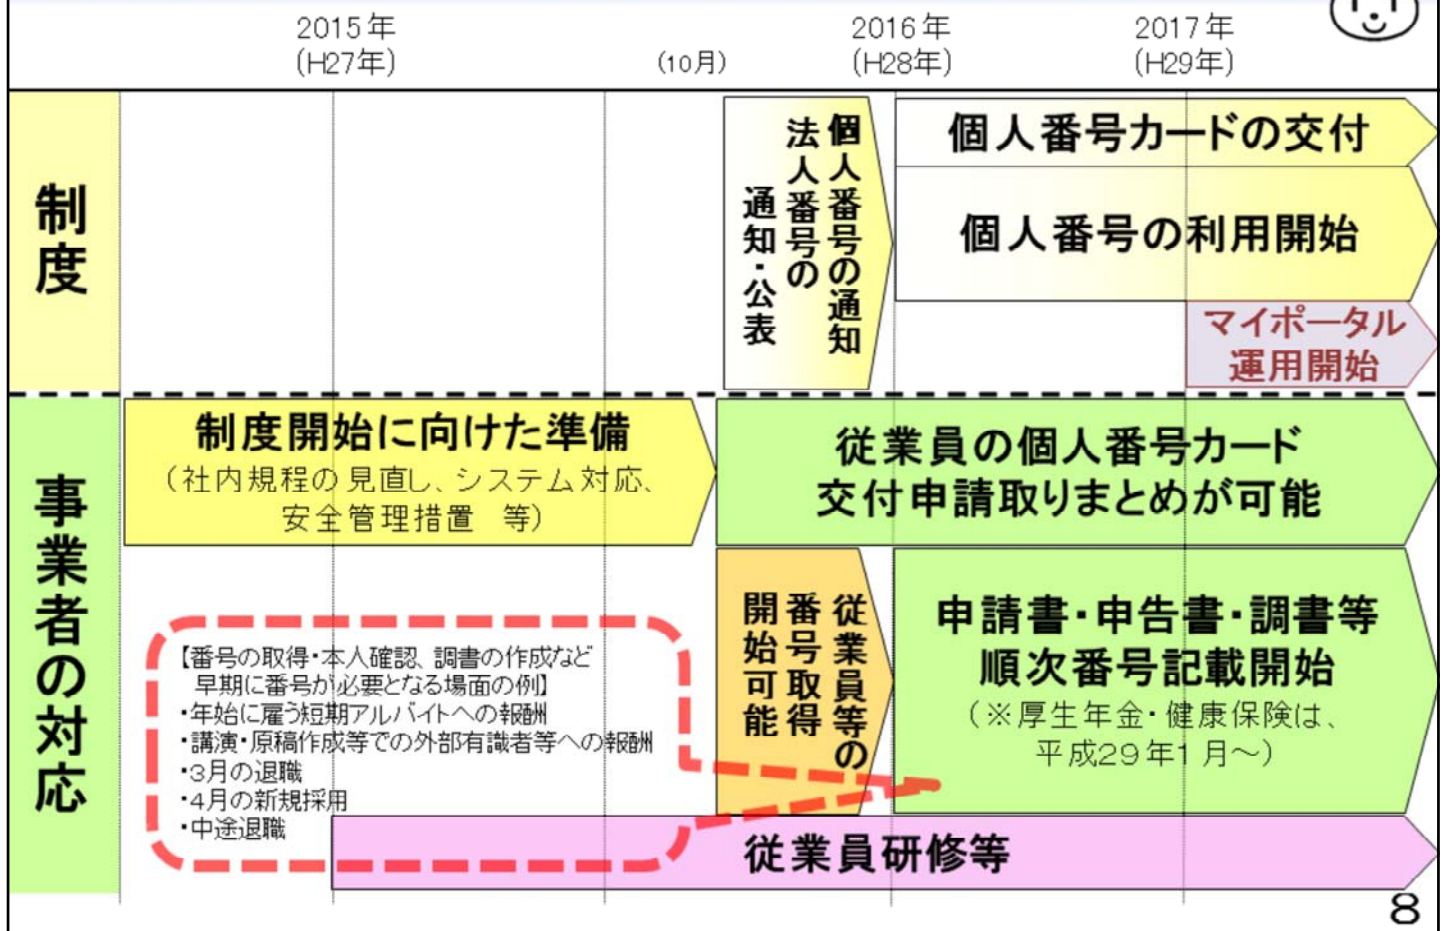 2015年
(H27年)
(10月)
2016年
(H28年)
2017年
(H29年)
制度
個人番号の通知
法人番号の
通知・公表
個人番号カードの交付
個人番号の利用開始
マイポータル
運用開始
事業者の対応
制度開始に向けた準備
（社内規程の見直し、システム対応、
安全管理措置　等）
従業員の個人番号カード
交付申請取りまとめが可能
従業員等の
番号取得
開始可能
申請書・申告書・調書等
順次番号記載開始
（※厚生年金・健康保険は、
平成29年1月～）
【番号の取得・本人確認、調書の作成など
早期に番号が必要となる場面の例】
・年始に雇う短期アルバイトへの報酬
・講演・原稿作成等での外部有識者等への報酬
・3月の退職
・4月の新規採用
・中途退職
従業員研修等
8